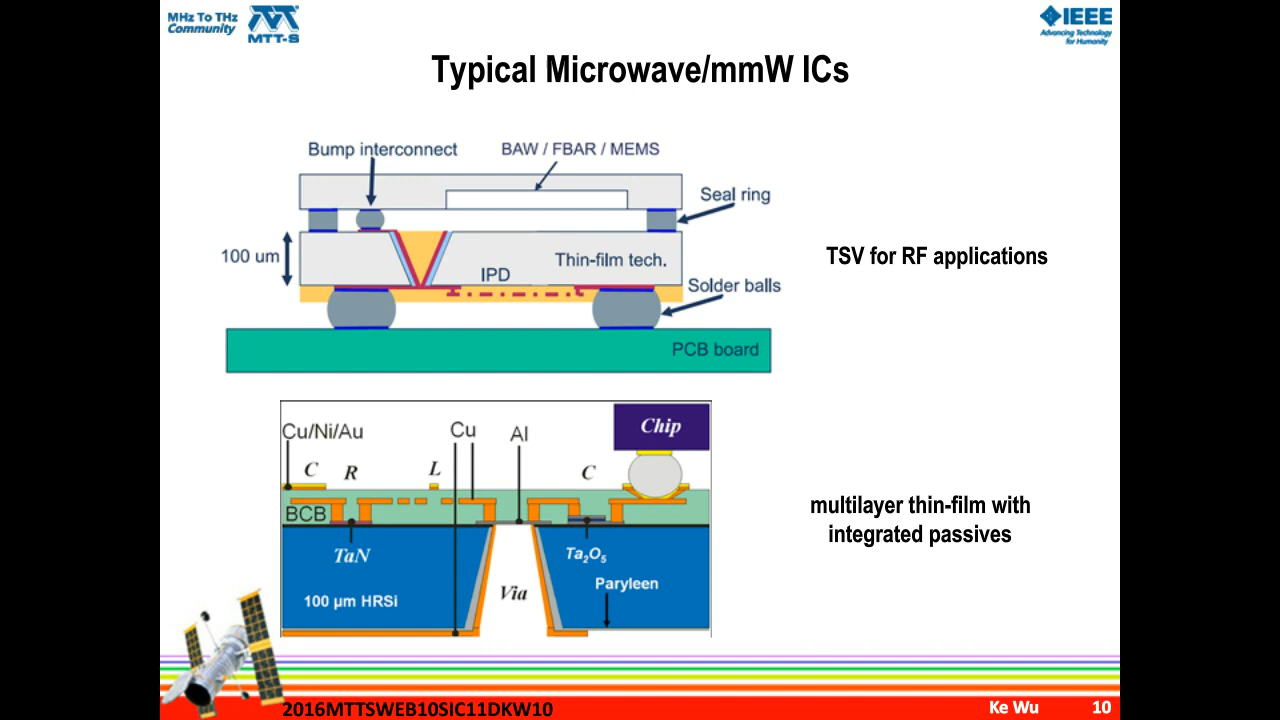 MHz To THz
Community
MTT-S
IEEE
Advancing Technology
for Humanity
Typical Microwave/mmW ICs
Bump interconnect
BAW / FBAR / MEMS
Seal ring
100 um
Thin-film tech.
IPD
Solder balls
PCB board
TSV for RF applications
Cu/Ni/Au
Cu
Al
Chip
C
R
L
C
BCB
TaN
Ta₂O₅
Paryleen
Via
100 µm HRSi
multilayer thin-film with
integrated passives
2016MTTSWEB10SIC11DKW10
Ke Wu
10